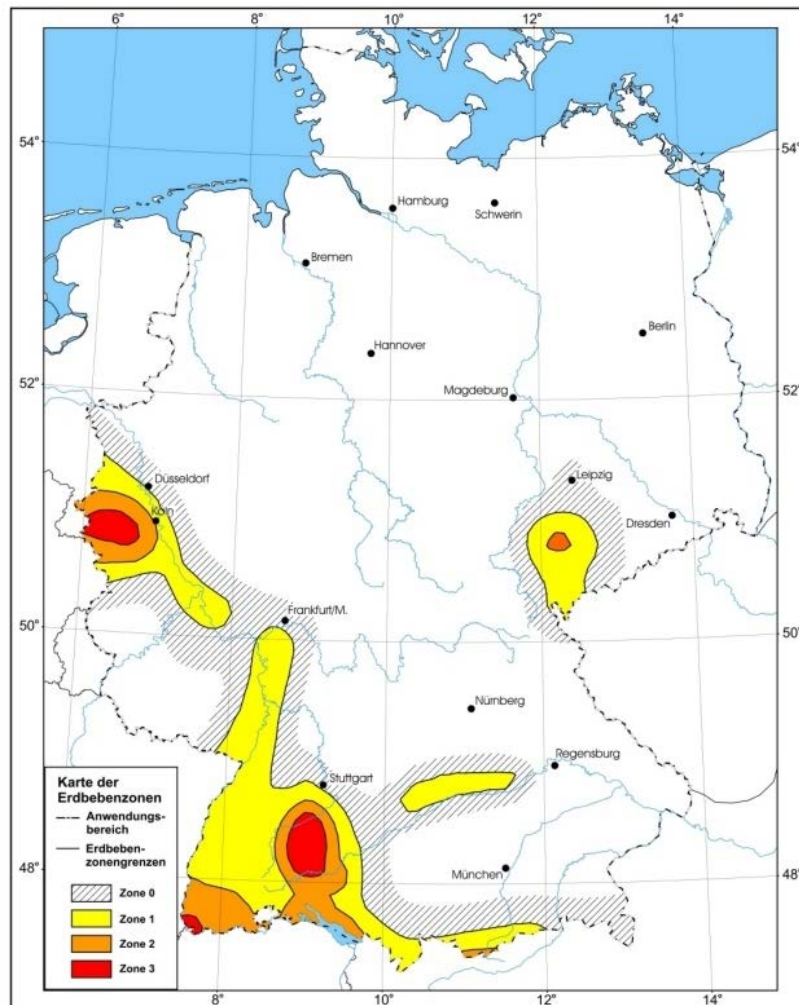 6°
8°
10°
12°
14°
54°
54°
Hamburg
Schwerin
Bremen
Berlin
Hannover
52°
52°
Magdeburg
Düsseldorf
Leipzig
Köln
Dresden
50°
Frankfurt/M.
50°
Nürnberg
Regensburg
Stuttgart
Karte der
Erdbebenzonen
Anwendungs-
bereich
Erdbeben-
zonengrenzen
Zone 0
Zone 1
Zone 2
Zone 3
48°
München
48°
8°
10°
12°
14°